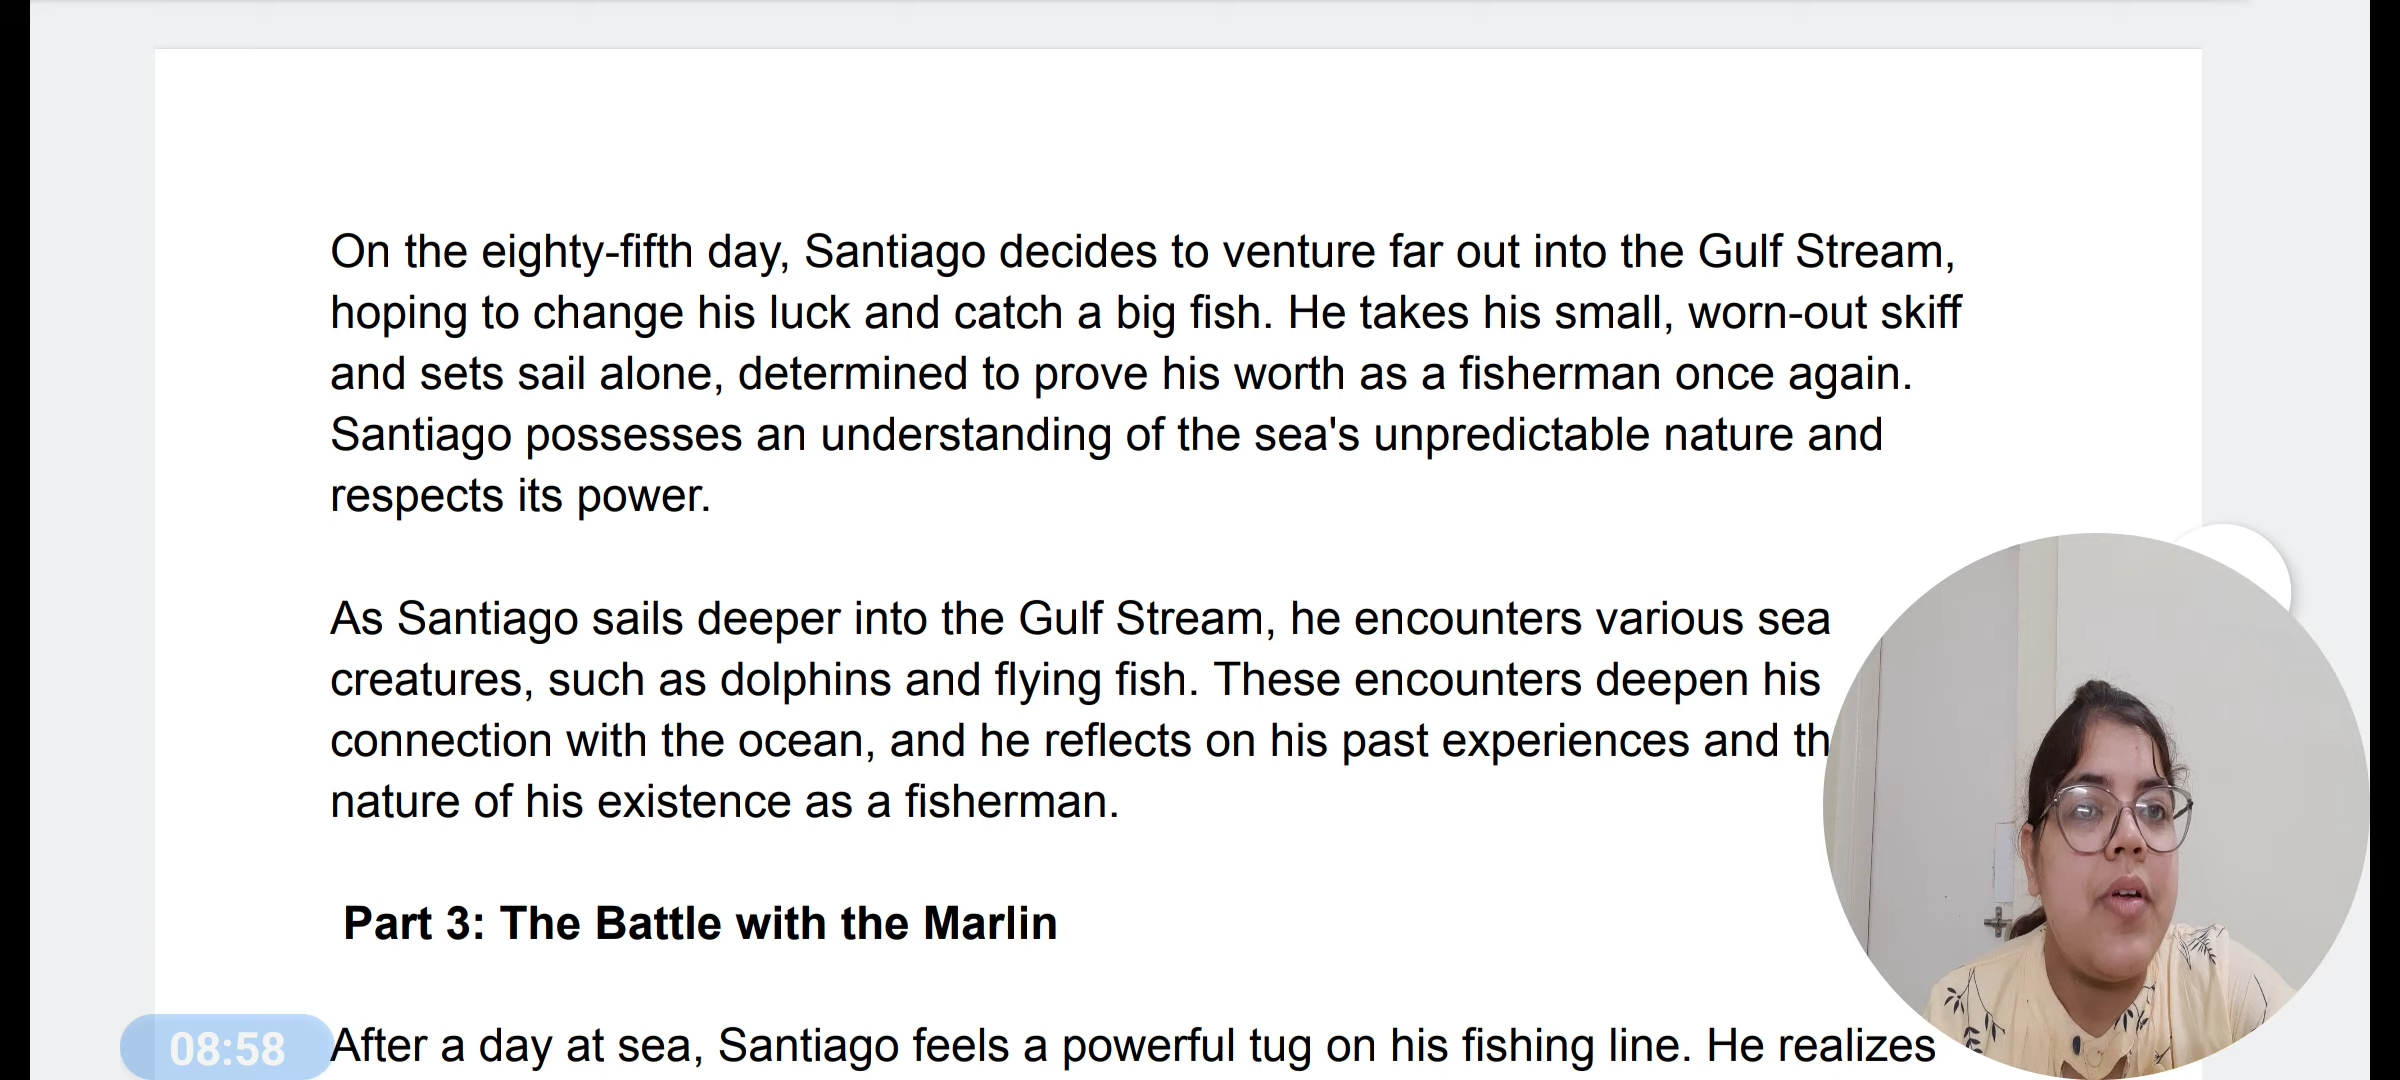 On the eighty-fifth day, Santiago decides to venture far out into the Gulf Stream,
hoping to change his luck and catch a big fish. He takes his small, worn-out skiff
and sets sail alone, determined to prove his worth as a fisherman once again.
Santiago possesses an understanding of the sea's unpredictable nature and
respects its power.
As Santiago sails deeper into the Gulf Stream, he encounters various sea
creatures, such as dolphins and flying fish. These encounters deepen his
connection with the ocean, and he reflects on his past experiences and
nature of his existence as a fisherman.
Part 3: The Battle with the Marlin
After a day at sea, Santiago feels a powerful tug on his fishing line. He realizes
08:58